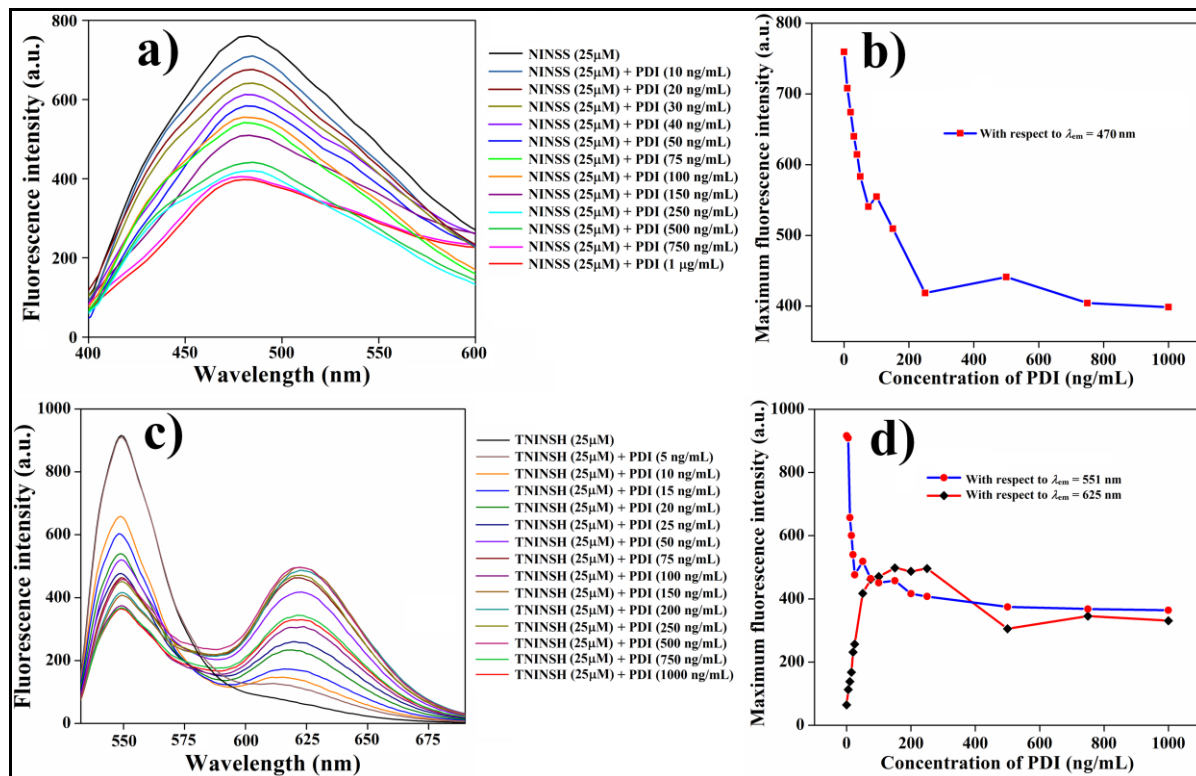 a)
Fluorescence intensity (a.u.)
800
600
400
200
0
400
450
500
550
600
Wavelength (nm)
NINSS (25μM)
NINSS (25μM) + PDI (10 ng/mL)
NINSS (25μM) + PDI (20 ng/mL)
NINSS (25μM) + PDI (30 ng/mL)
NINSS (25μM) + PDI (40 ng/mL)
NINSS (25μM) + PDI (50 ng/mL)
NINSS (25μM) + PDI (75 ng/mL)
NINSS (25μM) + PDI (100 ng/mL)
NINSS (25μM) + PDI (150 ng/mL)
NINSS (25μM) + PDI (250 ng/mL)
NINSS (25μM) + PDI (500 ng/mL)
NINSS (25μM) + PDI (750 ng/mL)
NINSS (25μM) + PDI (1 μg/mL)
b)
Maximum fluorescence intensity (a.u.)
800
700
600
500
400
0
200
400
600
800
1000
Concentration of PDI (ng/mL)
With respect to λem = 470 nm
c)
Fluorescence intensity (a.u.)
1000
800
600
400
200
0
550
575
600
625
650
675
Wavelength (nm)
TNINSH (25μM)
TNINSH (25μM) + PDI (5 ng/mL)
TNINSH (25μM) + PDI (10 ng/mL)
TNINSH (25μM) + PDI (15 ng/mL)
TNINSH (25μM) + PDI (20 ng/mL)
TNINSH (25μM) + PDI (25 ng/mL)
TNINSH (25μM) + PDI (50 ng/mL)
TNINSH (25μM) + PDI (75 ng/mL)
TNINSH (25μM) + PDI (100 ng/mL)
TNINSH (25μM) + PDI (150 ng/mL)
TNINSH (25μM) + PDI (200 ng/mL)
TNINSH (25μM) + PDI (250 ng/mL)
TNINSH (25μM) + PDI (500 ng/mL)
TNINSH (25μM) + PDI (750 ng/mL)
TNINSH (25μM) + PDI (1000 ng/mL)
d)
Maximum fluorescence intensity (a.u.)
1000
800
600
400
200
0
0
200
400
600
800
1000
Concentration of PDI (ng/mL)
With respect to λem = 551 nm
With respect to λem = 625 nm